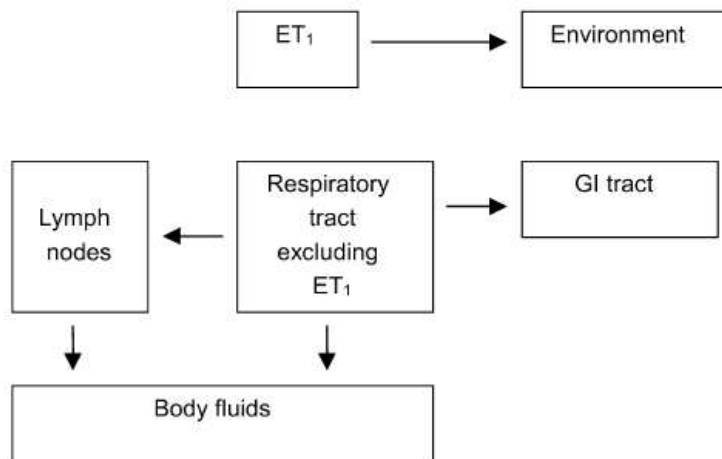 ET₁
Environment
Lymph
nodes
Respiratory
tract
excluding
ET₁
GI tract
Body fluids